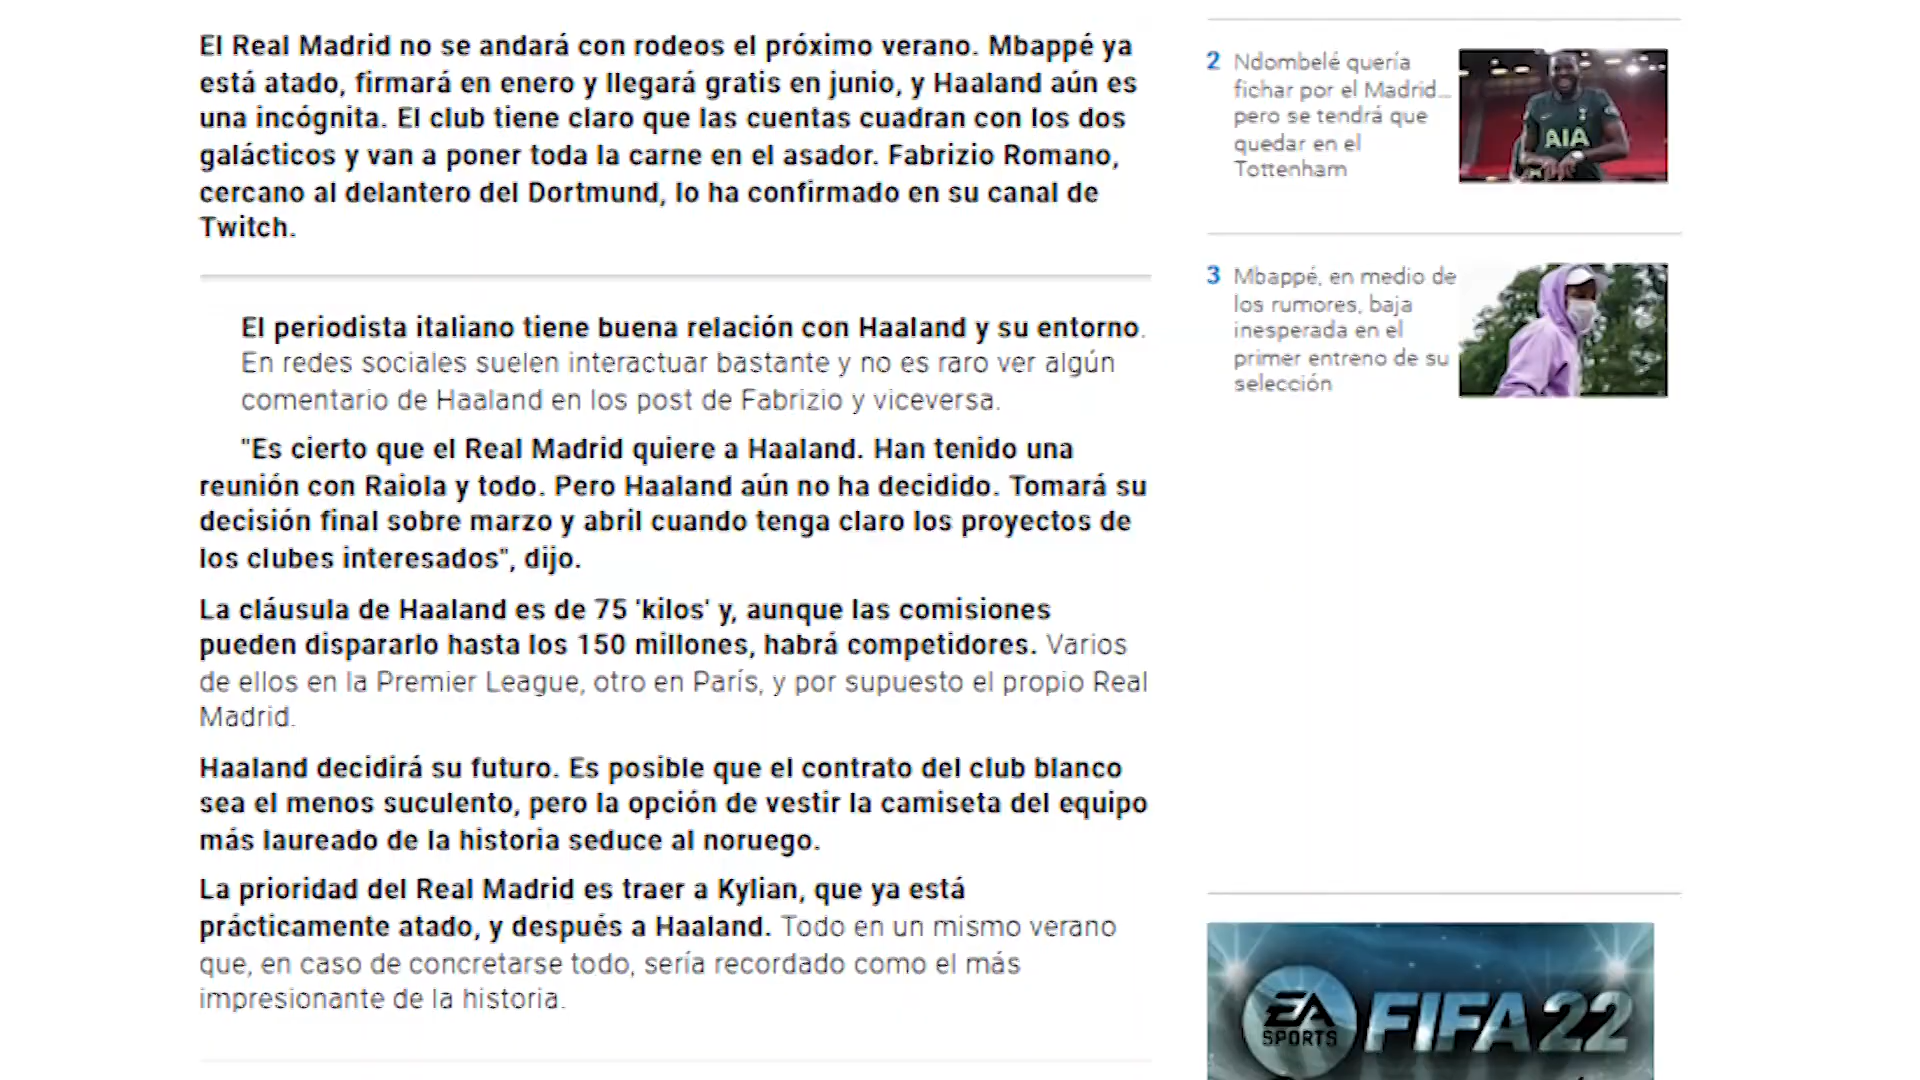 El Real Madrid no se andará con rodeos el próximo verano. Mbappé ya
está atado, firmará en enero y llegará gratis en junio, y Haaland aún es
una incógnita. El club tiene claro que las cuentas cuadran con los dos
galácticos y van a poner toda la carne en el asador. Fabrizio Romano,
cercano al delantero del Dortmund, lo ha confirmado en su canal de
Twitch.
El periodista italiano tiene buena relación con Haaland y su entorno.
En redes sociales suelen interactuar bastante y no es raro ver algún
comentario de Haaland en los post de Fabrizio y viceversa.
"Es cierto que el Real Madrid quiere a Haaland. Han tenido una
reunión con Raiola y todo. Pero Haaland aún no ha decidido. Tomará su
decisión final sobre marzo y abril cuando tenga claro los proyectos de
los clubes interesados", dijo.
La cláusula de Haaland es de 75 'kilos' y, aunque las comisiones
pueden dispararlo hasta los 150 millones, habrá competidores. Varios
de ellos en la Premier League, otro en París, y por supuesto el propio Real
Madrid.
Haaland decidirá su futuro. Es posible que el contrato del club blanco
sea el menos suculento, pero la opción de vestir la camiseta del equipo
más laureado de la historia seduce al noruego.
La prioridad del Real Madrid es traer a Kylian, que ya está
prácticamente atado, y después a Haaland. Todo en un mismo verano
que, en caso de concretarse todo, sería recordado como el más
impresionante de la historia.
2 Ndombelé quería
fichar por el Madrid...
pero se tendrá que
quedar en el
Tottenham
AIA
3 Mbappé, en medio de
los rumores, baja
inesperada en el
primer entreno de su
selección
EA
SPORTS
FIFA 22